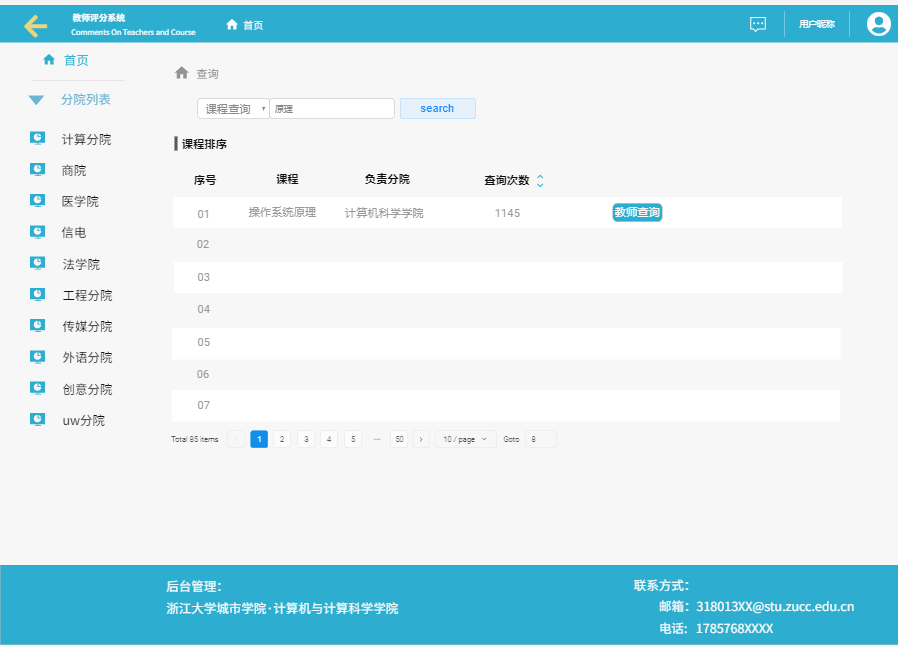 教师评分系统
Comments On Teachers and Course
首页
用户昵称
首页
分院列表
计算分院
商院
医学院
信电
法学院
工程分院
传媒分院
外语分院
创意分院
uw分院
查询
课程查询 原理 search
课程排序
序号 课程 负责分院 查询次数
01 操作系统原理 计算机科学学院 1145 教师查询
02
03
04
05
06
07
Total 85 items 1 2 3 4 5 ··· 50 10 / page Goto 8
后台管理：
浙江大学城市学院·计算机与计算科学学院
联系方式：
邮箱：318013XX@stu.zucc.edu.cn
电话：1785768XXXX